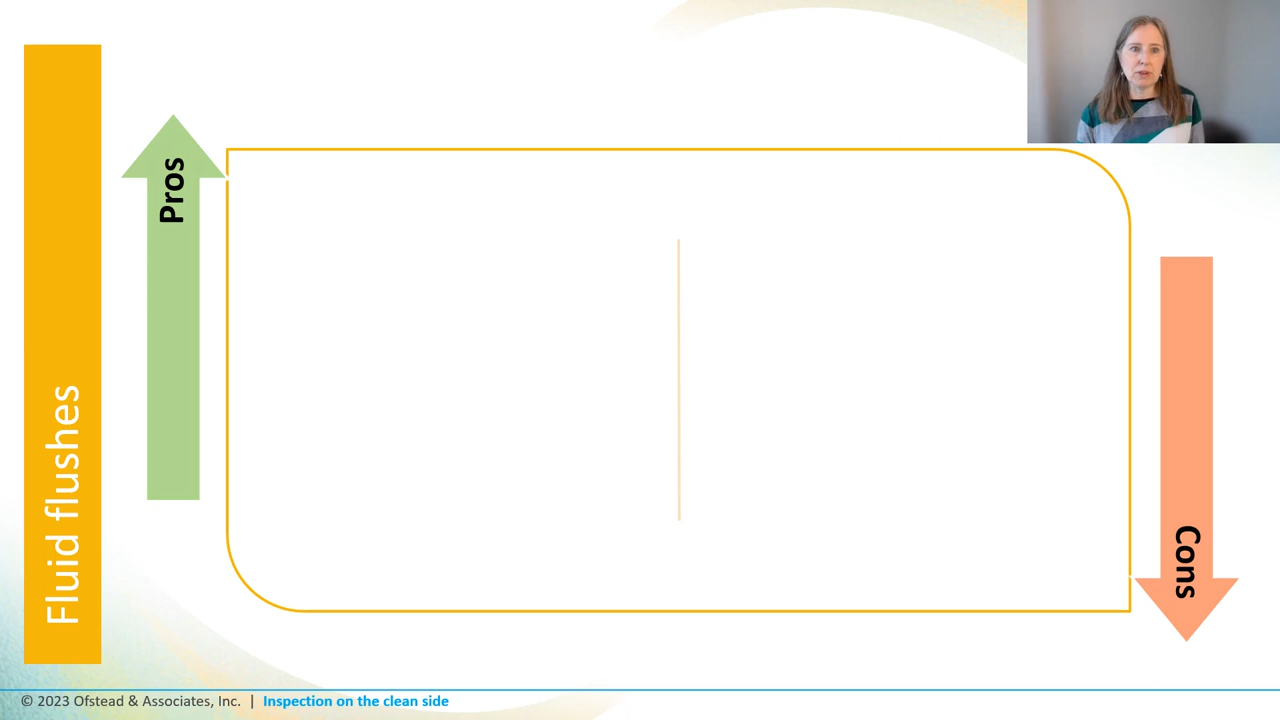 Fluid flushes
Pros
Cons
© 2023 Ofstead & Associates, Inc. | Inspection on the clean side